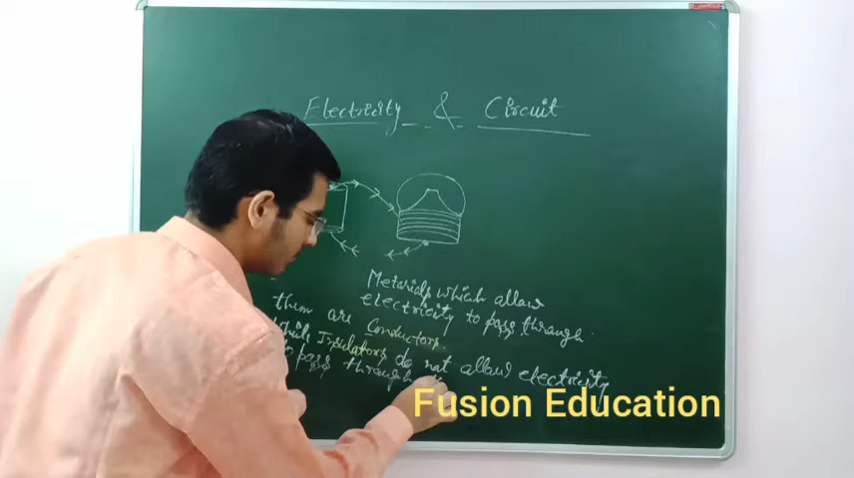 Electricity & Circuit
Metarials which allow
electricity to pass through
them are Conductors.
while Insulators do not allow electricity
to pass through
Fusion Education